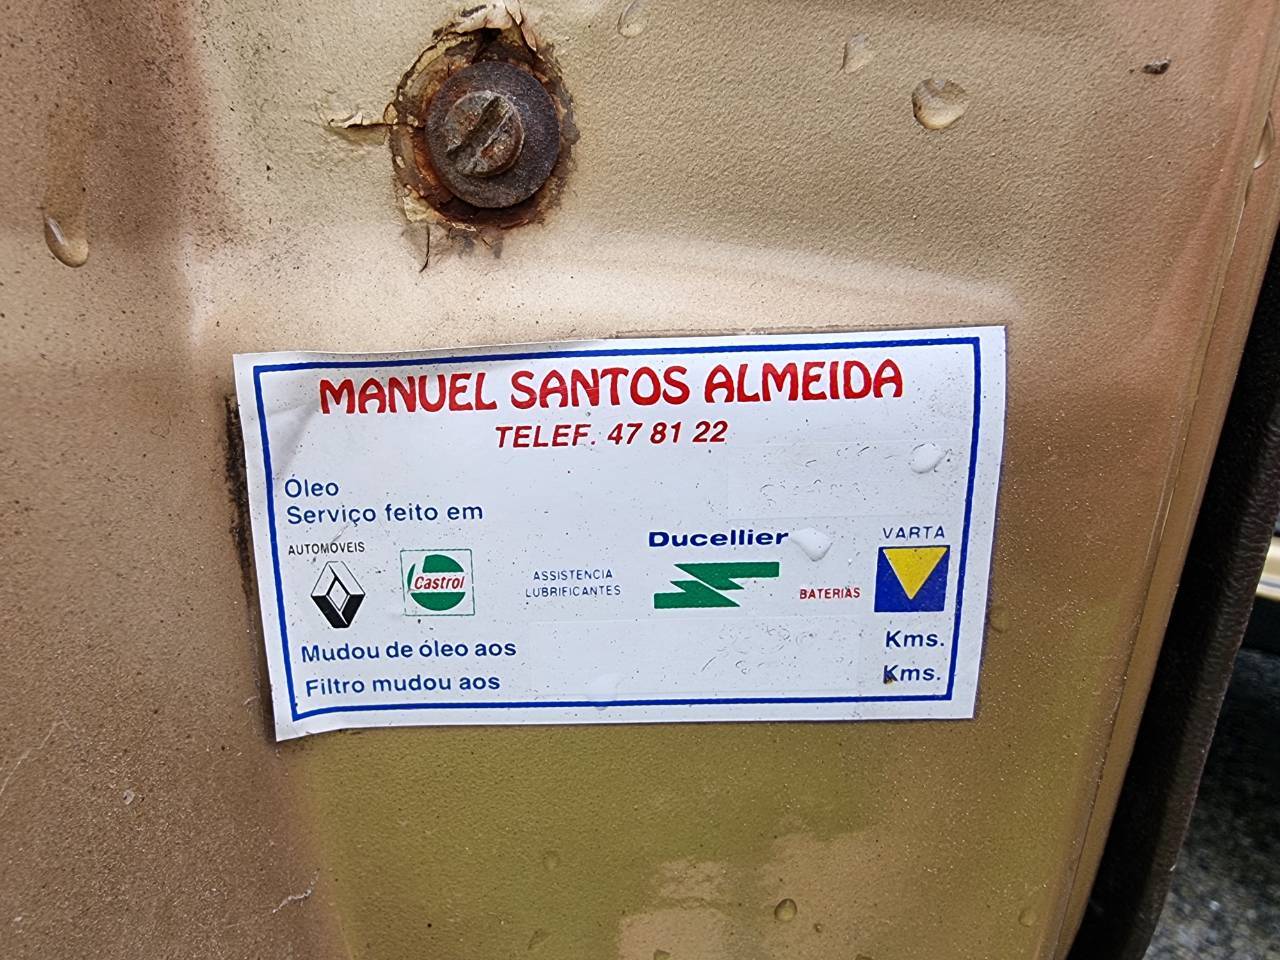 MANUEL SANTOS ALMEIDA
TELEF. 47 81 22
Óleo
Serviço feito em
AUTOMÓVEIS
Castrol
ASSISTENCIA
LUBRIFICANTES
Ducellier
BATERIAS
VARTA
Mudou de óleo aos Kms.
Filtro mudou aos Kms.